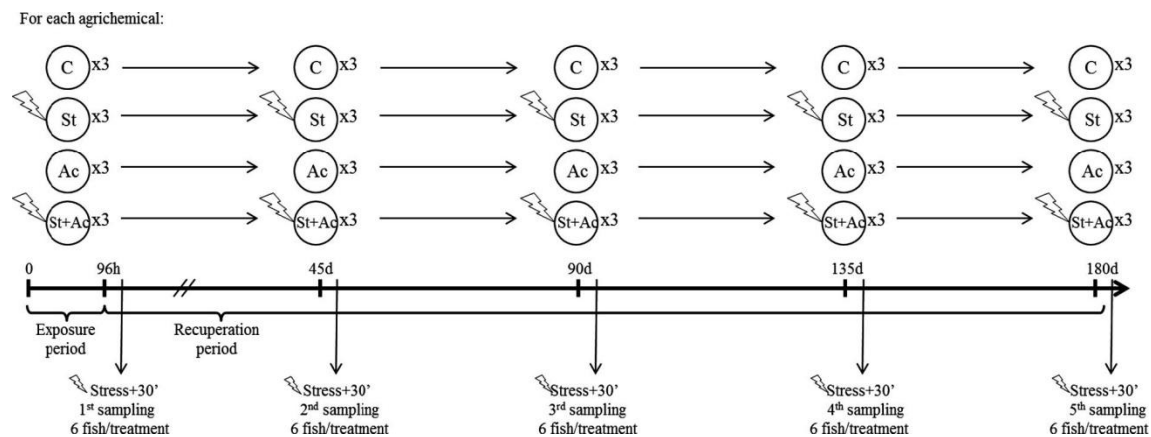 For each agrichemical:
C x3 C x3 C x3 C x3 C x3
St x3 St x3 St x3 St x3 St x3
Ac x3 Ac x3 Ac x3 Ac x3 Ac x3
St+Ac x3 St+Ac x3 St+Ac x3 St+Ac x3 St+Ac x3
0 96h 45d 90d 135d 180d
Exposure period
Recuperation period
Stress+30'
1st sampling
6 fish/treatment
Stress+30'
2nd sampling
6 fish/treatment
Stress+30'
3rd sampling
6 fish/treatment
Stress+30'
4th sampling
6 fish/treatment
Stress+30'
5th sampling
6 fish/treatment